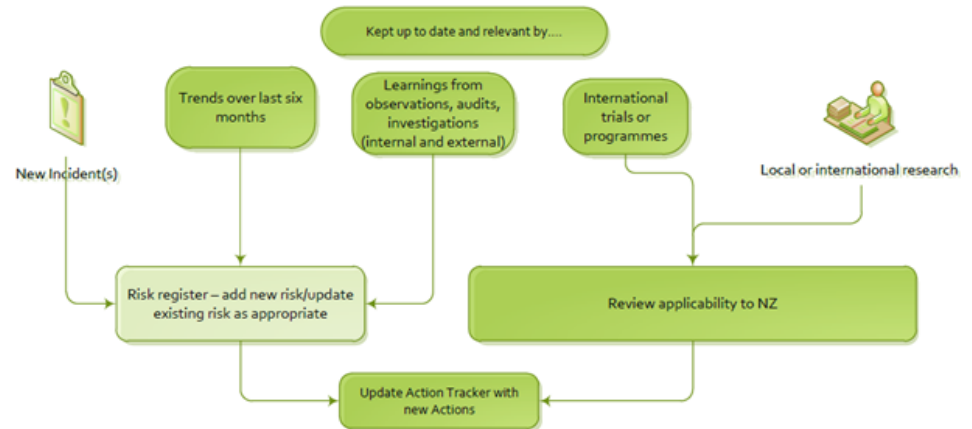 Kept up to date and relevant by....
Trends over last six
months
Learnings from
observations, audits,
investigations
(internal and external)
International
trials or
programmes
New Incident(s)
Local or international research
Risk register – add new risk/update
existing risk as appropriate
Review applicability to NZ
Update Action Tracker with
new Actions